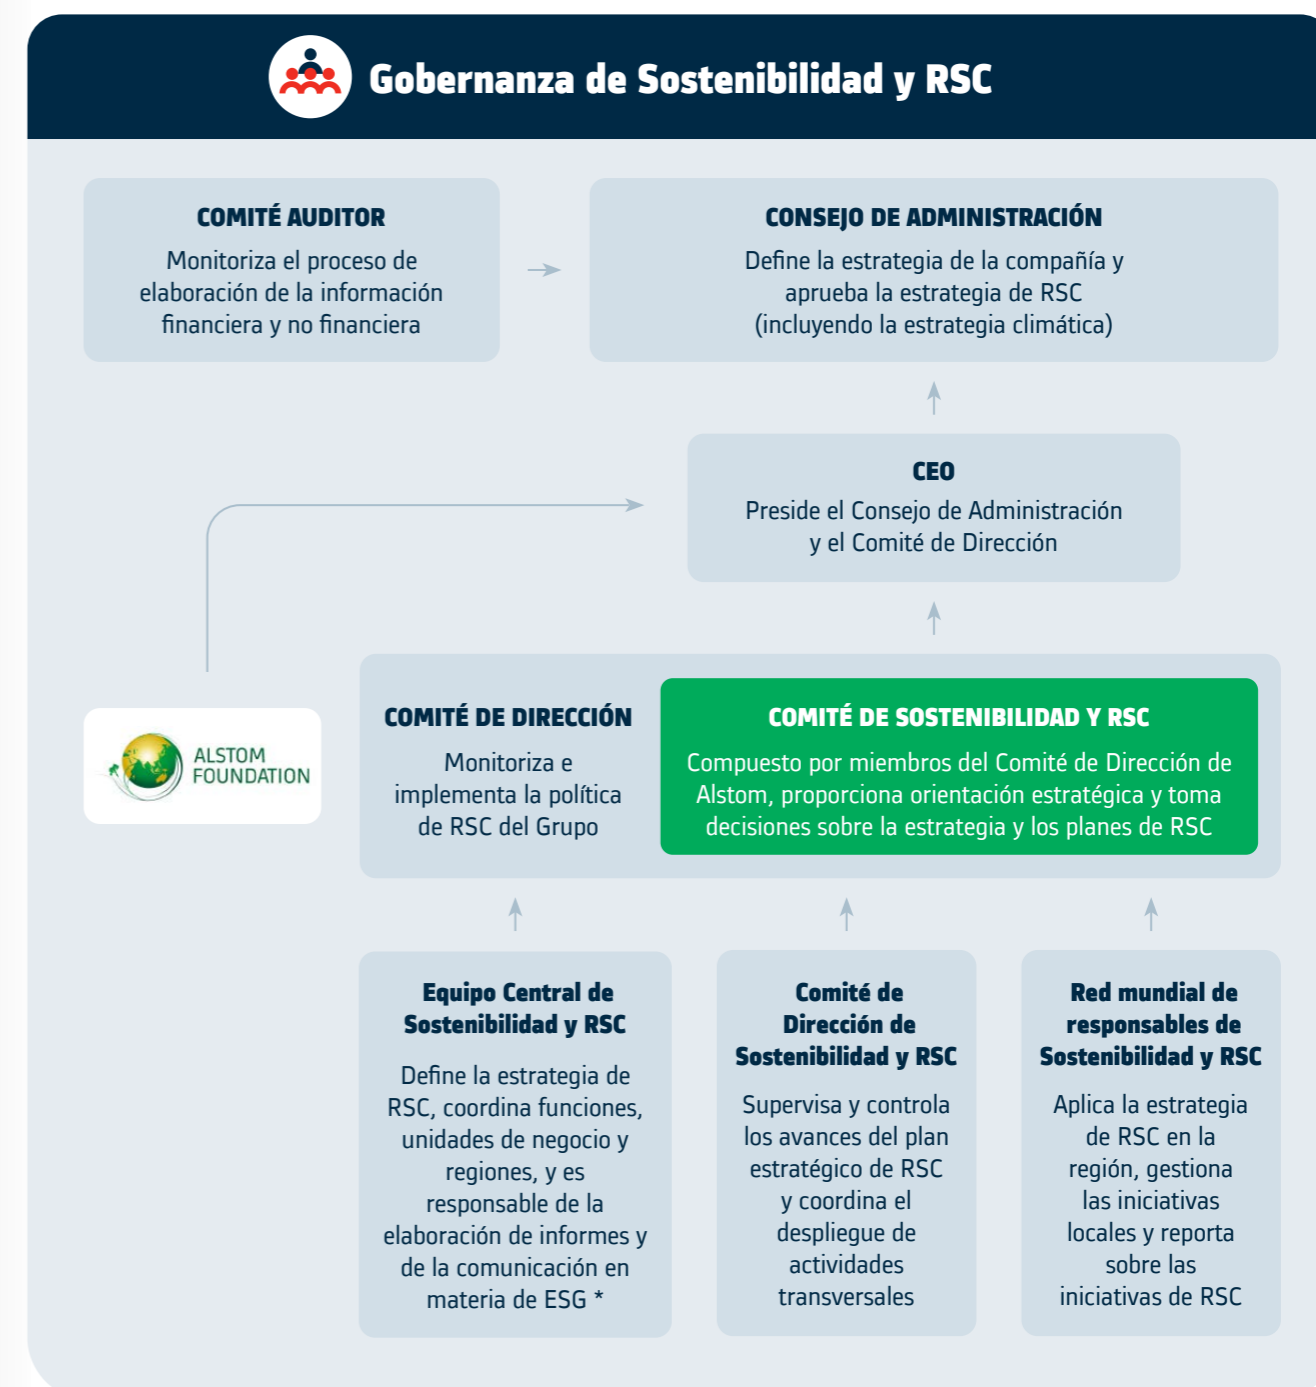 Gobernanza de Sostenibilidad y RSC
COMITÉ AUDITOR
Monitoriza el proceso de
elaboración de la información
financiera y no financiera
CONSEJO DE ADMINISTRACIÓN
Define la estrategia de la compañía y
aprueba la estrategia de RSC
(incluyendo la estrategia climática)
CEO
Preside el Consejo de Administración
y el Comité de Dirección
ALSTOM
FOUNDATION
COMITÉ DE DIRECCIÓN
Monitoriza e
implementa la política
de RSC del Grupo
COMITÉ DE SOSTENIBILIDAD Y RSC
Compuesto por miembros del Comité de Dirección de
Alstom, proporciona orientación estratégica y toma
decisiones sobre la estrategia y los planes de RSC
Equipo Central de
Sostenibilidad y RSC
Define la estrategia de
RSC, coordina funciones,
unidades de negocio y
regiones, y es
responsable de la
elaboración de informes y
de la comunicación en
materia de ESG *
Comité de
Dirección de
Sostenibilidad y RSC
Supervisa y controla
los avances del plan
estratégico de RSC
y coordina el
despliegue de
actividades
transversales
Red mundial de
responsables de
Sostenibilidad y RSC
Aplica la estrategia
de RSC en la
región, gestiona
las iniciativas
locales y reporta
sobre las
iniciativas de RSC